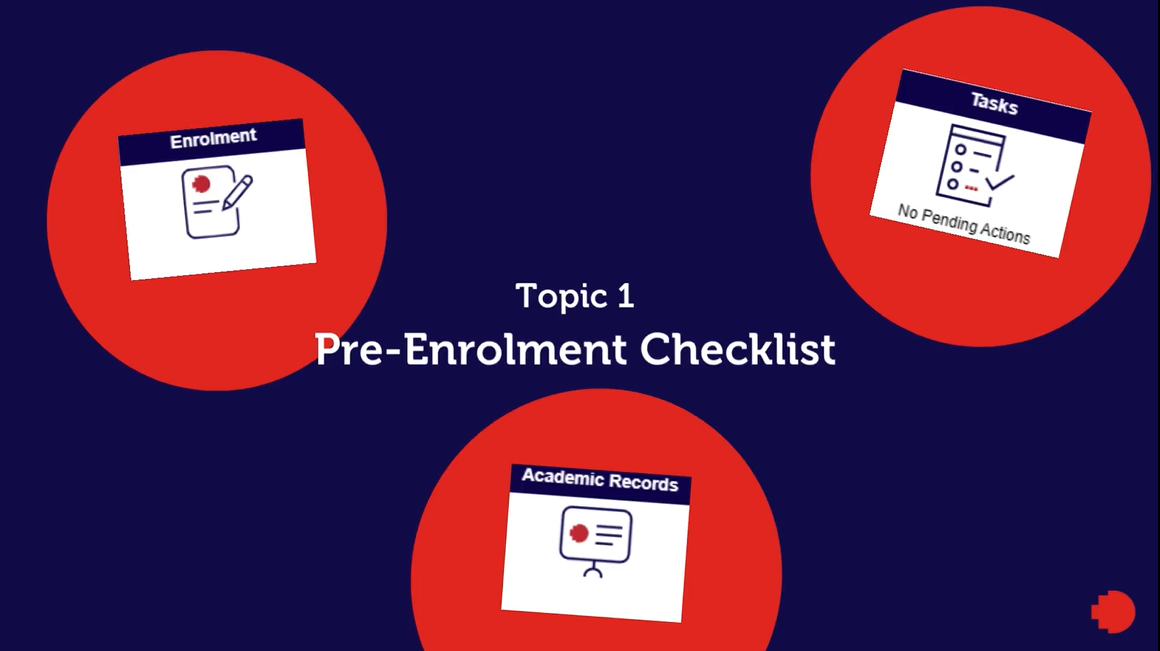 Enrolment
Tasks
No Pending Actions
Topic 1
Pre-Enrolment Checklist
Academic Records